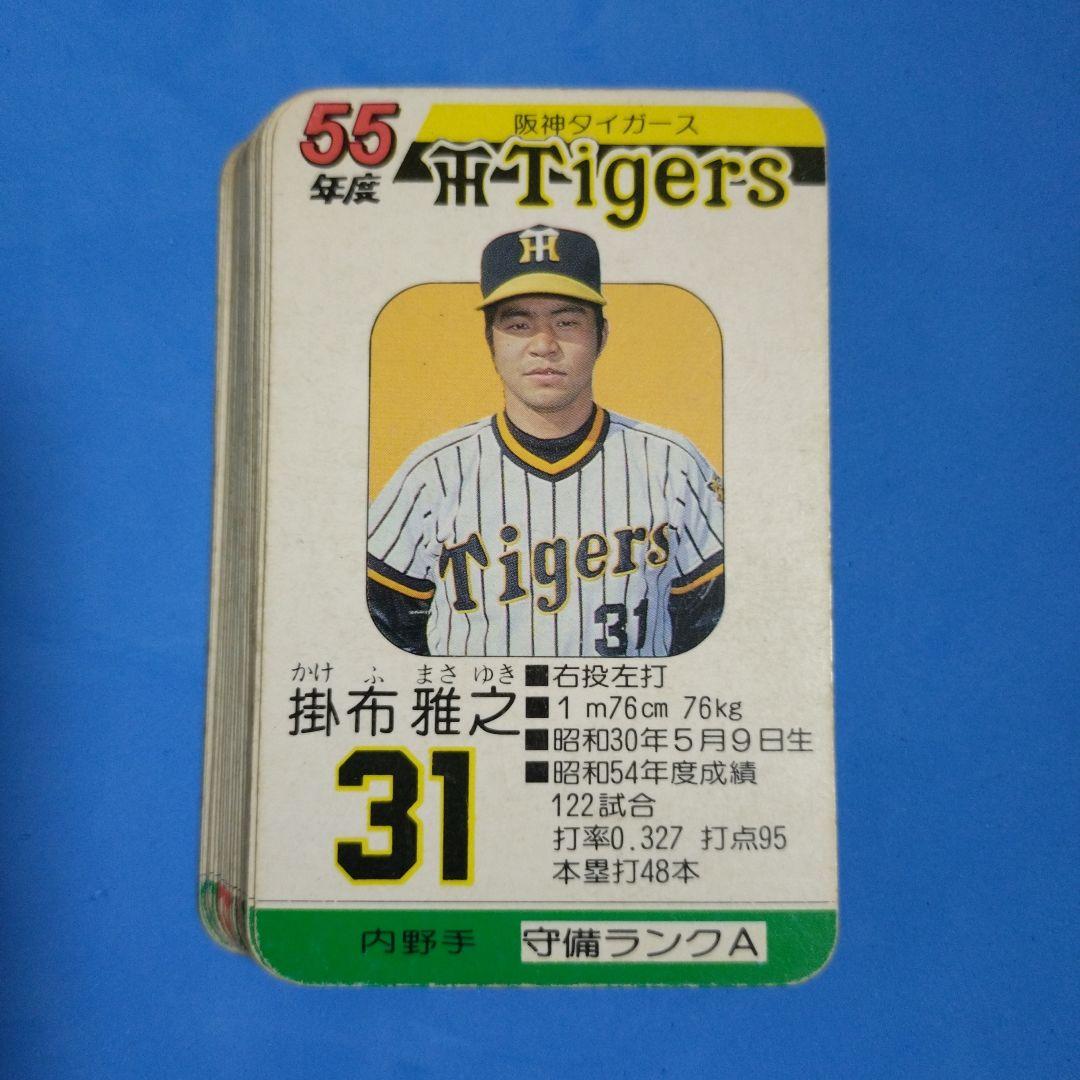 55
年度
阪神タイガース
TH Tigers
TH
Tigers
31
かけ ふ まさ ゆき
掛布雅之
31
■右投左打
■1m76cm 76kg
■昭和30年5月9日生
■昭和54年度成績
122試合
打率0.327 打点95
本塁打48本
内野手 守備ランクA